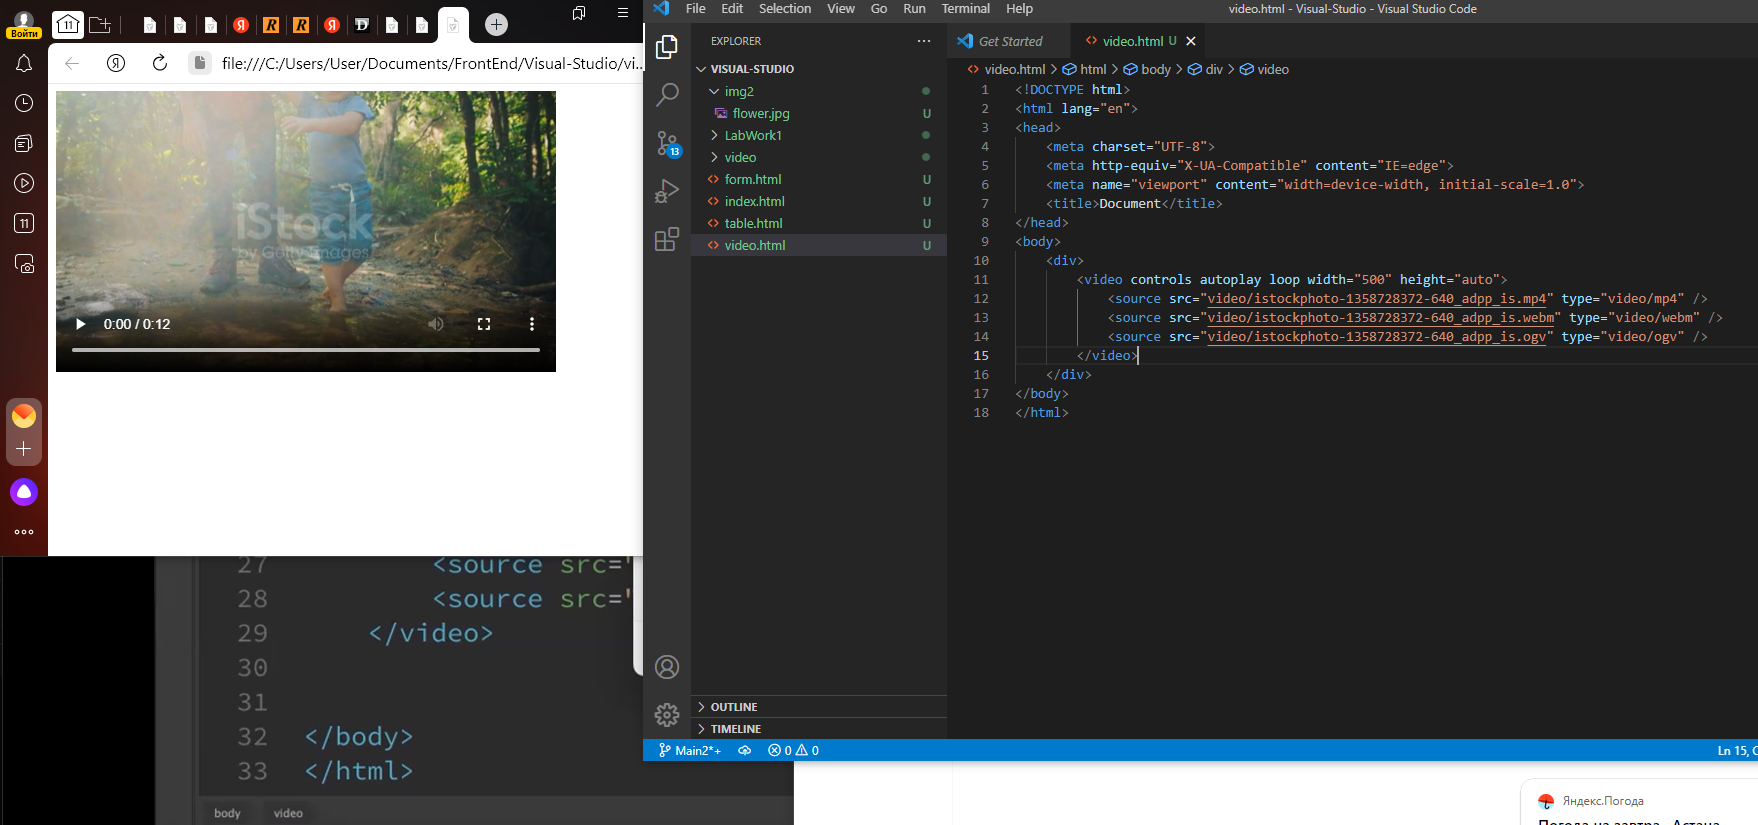 Войти
11
Я
R
R
Я
D
Я
file:///C:/Users/User/Documents/FrontEnd/Visual-Studio/vi...
11
iStock
by Getty Images
0:00 / 0:12
27 <source src='
28 <source src='
29 </video>
30
31
32 </body>
33 </html>
body video
File Edit Selection View Go Run Terminal Help
video.html - Visual-Studio - Visual Studio Code
EXPLORER ...
VISUAL-STUDIO
img2
flower.jpg U
LabWork1
video
form.html U
index.html U
table.html U
video.html U
13
OUTLINE
TIMELINE
Get Started
video.html U
video.html > html > body > div > video
1 <!DOCTYPE html>
2 <html lang="en">
3 <head>
4 <meta charset="UTF-8">
5 <meta http-equiv="X-UA-Compatible" content="IE=edge">
6 <meta name="viewport" content="width=device-width, initial-scale=1.0">
7 <title>Document</title>
8 </head>
9 <body>
10 <div>
11 <video controls autoplay loop width="500" height="auto">
12 <source src="video/istockphoto-1358728372-640_adpp_is.mp4" type="video/mp4" />
13 <source src="video/istockphoto-1358728372-640_adpp_is.webm" type="video/webm" />
14 <source src="video/istockphoto-1358728372-640_adpp_is.ogv" type="video/ogv" />
15 </video>
16 </div>
17 </body>
18 </html>
Main2*+ 0 0
Ln 15, C
Яндекс.Погода
Погода на завтра Астана